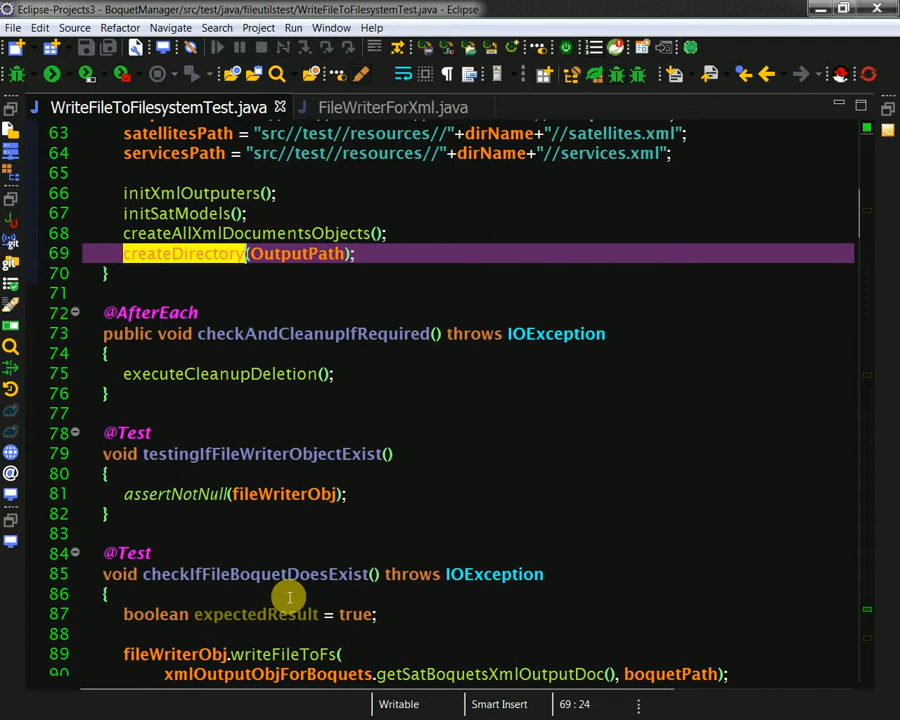 Eclipse-Projects3 - BoquetManager/src/test/java/fileutilstest/WriteFileToFilesystemTest.java - Eclipse
File Edit Source Refactor Navigate Search Project Run Window Help
WriteFileToFilesystemTest.java FileWriterForXml.java
63 satellitesPath = "src//test//resources//"+dirName+"//satellites.xml";
64 servicesPath = "src//test//resources//"+dirName+"//services.xml";
65
66 initXmlOutputers();
67 initSatModels();
68 createAllXmlDocumentsObjects();
69 createDirectory(OutputPath);
70 }
71
72 @AfterEach
73 public void checkAndCleanupIfRequired() throws IOException
74 {
75 executeCleanupDeletion();
76 }
77
78 @Test
79 void testingIfFileWriterObjectExist()
80 {
81 assertNotNull(fileWriterObj);
82 }
83
84 @Test
85 void checkIfFileBoquetDoesExist() throws IOException
86 {
87 boolean expectedResult = true;
88
89 fileWriterObj.writeFileToFs(
90 xmlOutputObjForBoquets.getSatBoquetsXmlOutputDoc(), boquetPath);
Writable Smart Insert 69 : 24